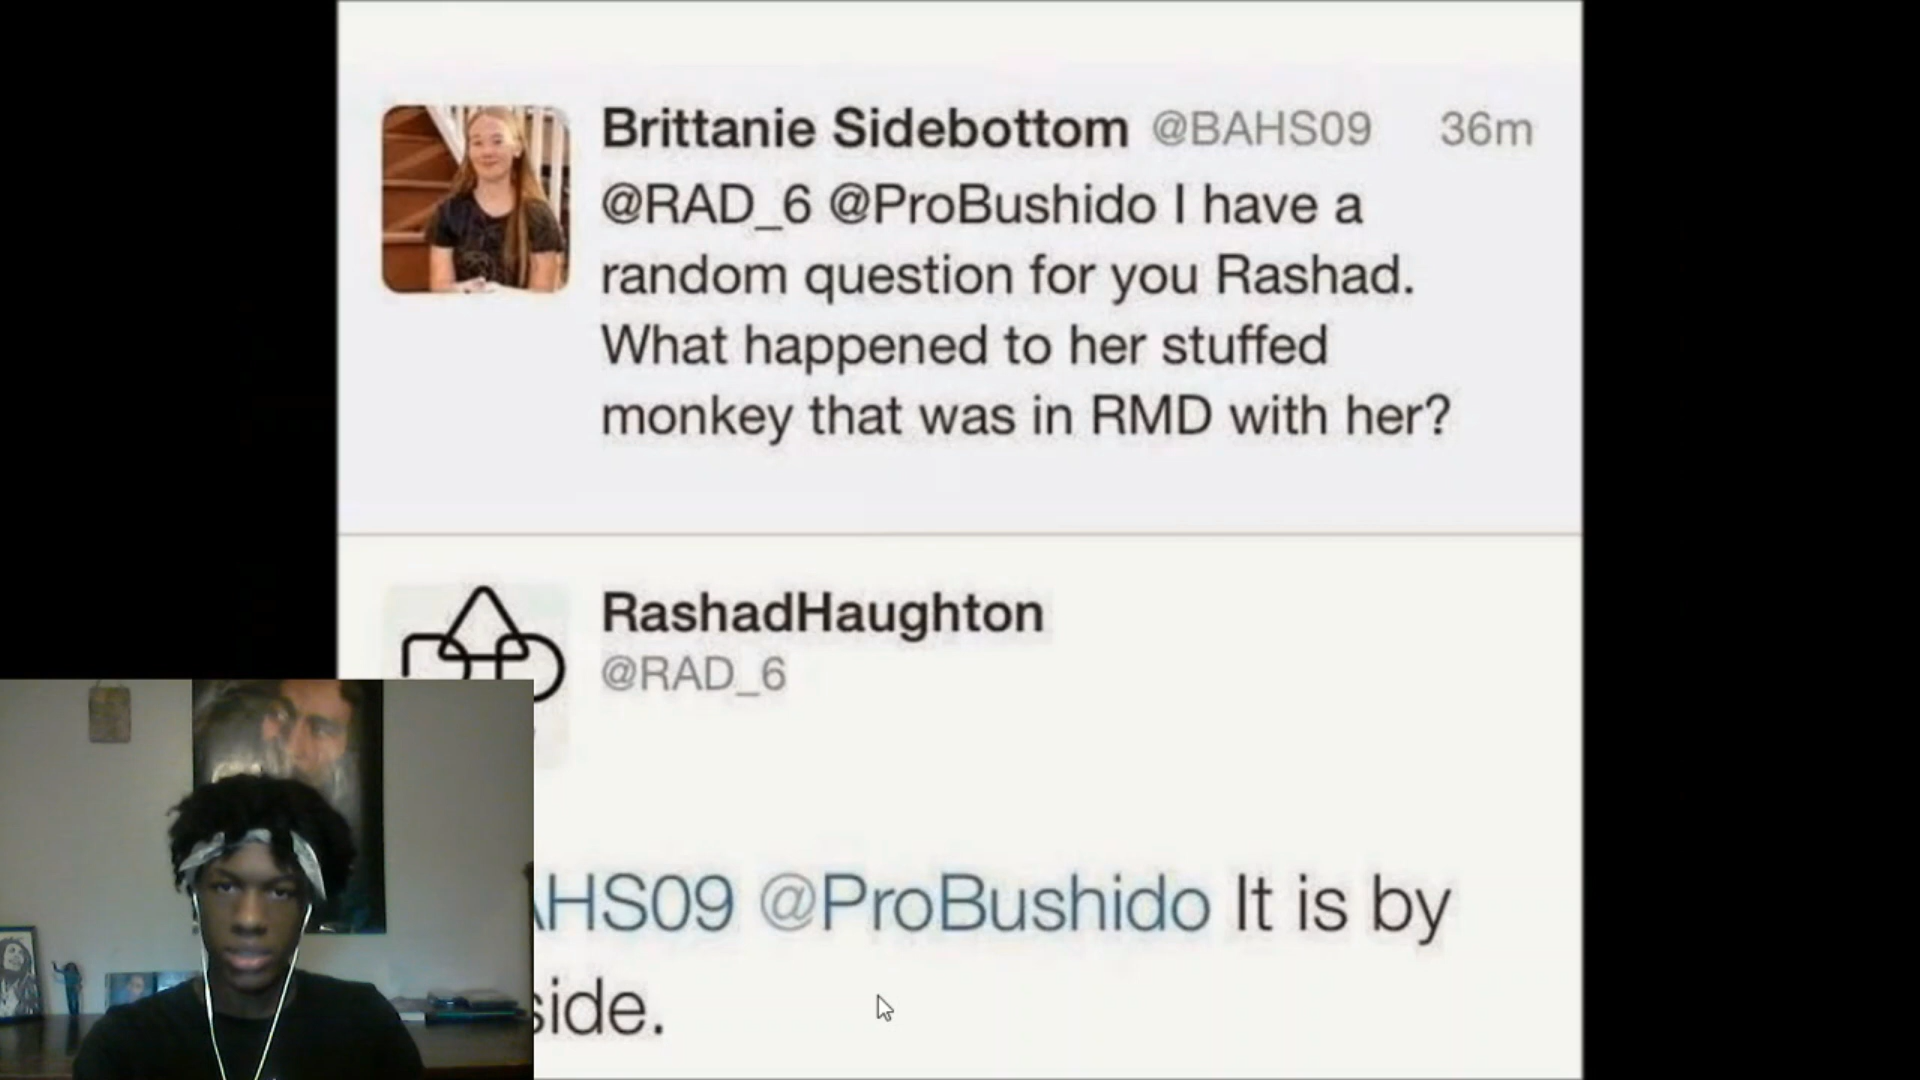 Brittanie Sidebottom @BAHS09 36m
@RAD_6 @ProBushido I have a
random question for you Rashad.
What happened to her stuffed
monkey that was in RMD with her?
RashadHaughton
@RAD_6
AHS09 @ProBushido It is by
side.